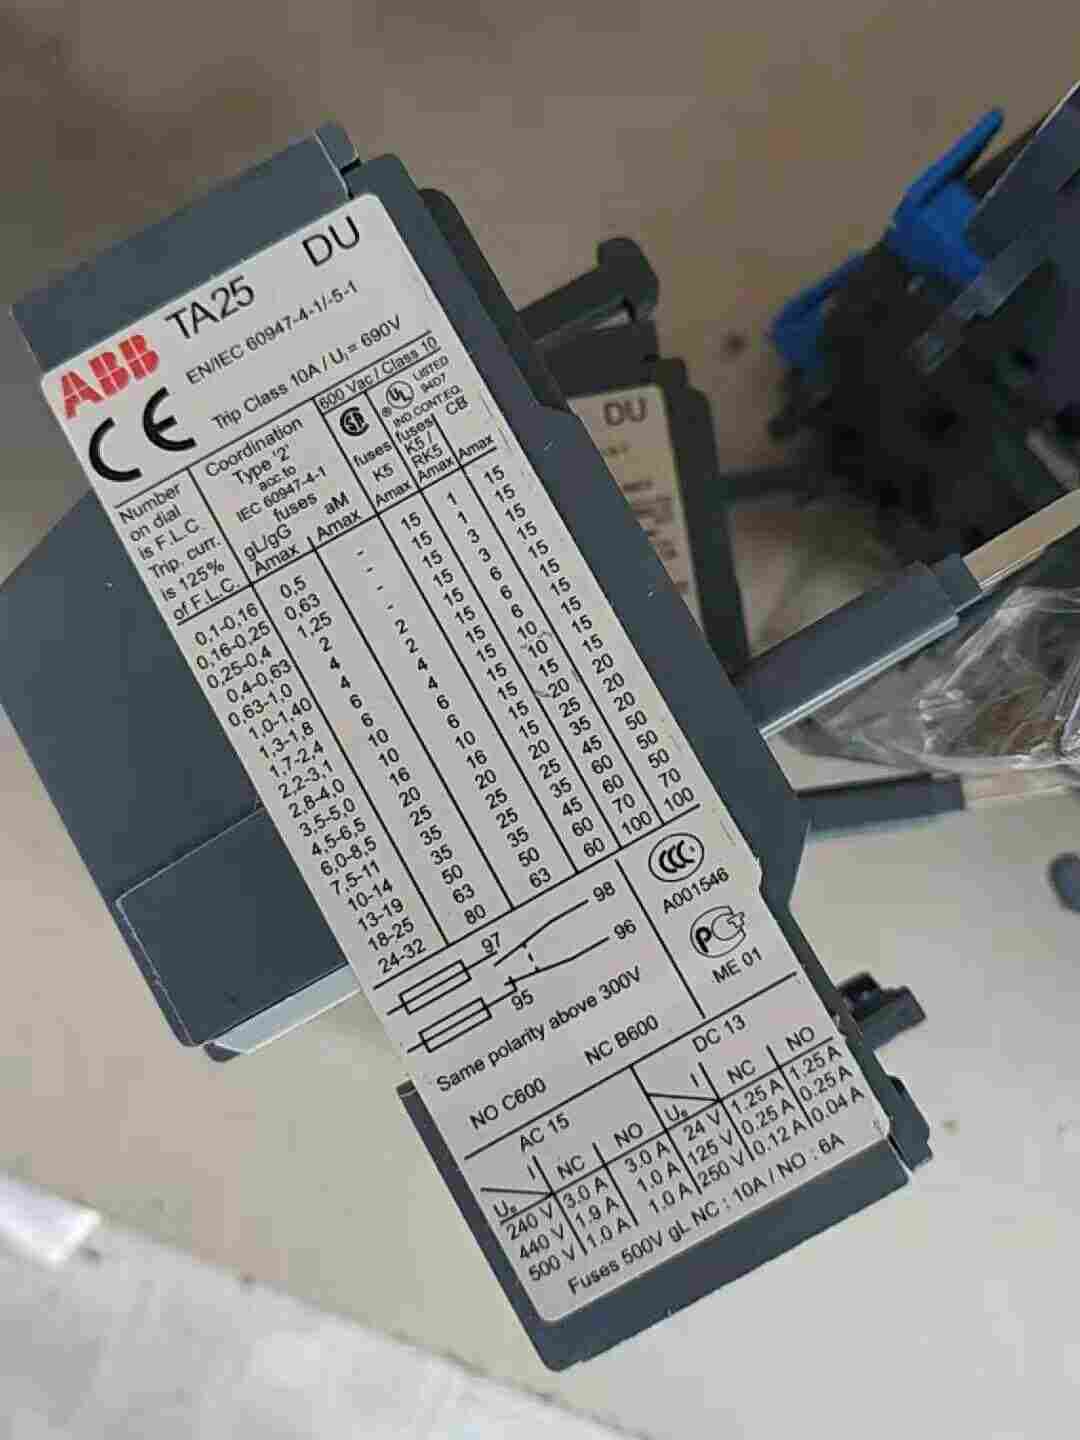 ABB TA25 DU
EN/IEC 60947-4-1/-5-1
CE Trip Class 10A / Ui = 690V
600 Vac / Class 10
Number
on dial
is F.L.C.
Trip. curr.
is 125%
of F.L.C.
Coordination
Type '2'
acc.to
IEC 60947-4-1
fuses
gL/gG aM
Amax Amax
SA
fuses
K5
Amax
UL ® LISTED
94D7
IND.CONT.EQ.
fuses/ CB
K5 /
RK5
Amax Amax
0,1-0,16 0,5 - 15 1 15
0,16-0,25 0,63 - 15 1 15
0,25-0,4 1,25 - 15 3 15
0,4-0,63 2 - 15 3 15
0,63-1,0 4 2 15 6 15
1,0-1,40 4 2 15 6 15
1,3-1,8 6 4 15 6 15
1,7-2,4 6 4 15 10 15
2,2-3,1 10 6 15 10 15
2,8-4,0 10 6 15 15 15
3,5-5,0 16 10 15 20 20
4,5-6,5 20 16 15 25 20
6,0-8,5 25 20 20 35 20
7,5-11 35 25 25 45 50
10-14 35 25 35 60 50
13-19 50 35 45 60 50
18-25 63 50 60 70 70
24-32 80 63 60 100 100
97 98
95 96
Same polarity above 300V
NO C600 NC B600
CCC
A001546
PCT
ME 01
AC 15
I NC NO
Ue
240 V 3.0 A 3.0 A
440 V 1.9 A 1.0 A
500 V 1.0 A 1.0 A
DC 13
I NC NO
Ue
24 V 1.25 A 1.25 A
125 V 0.25 A 0.25 A
250 V 0.12 A 0.04 A
Fuses 500V gL NC : 10A / NO : 6A
DU